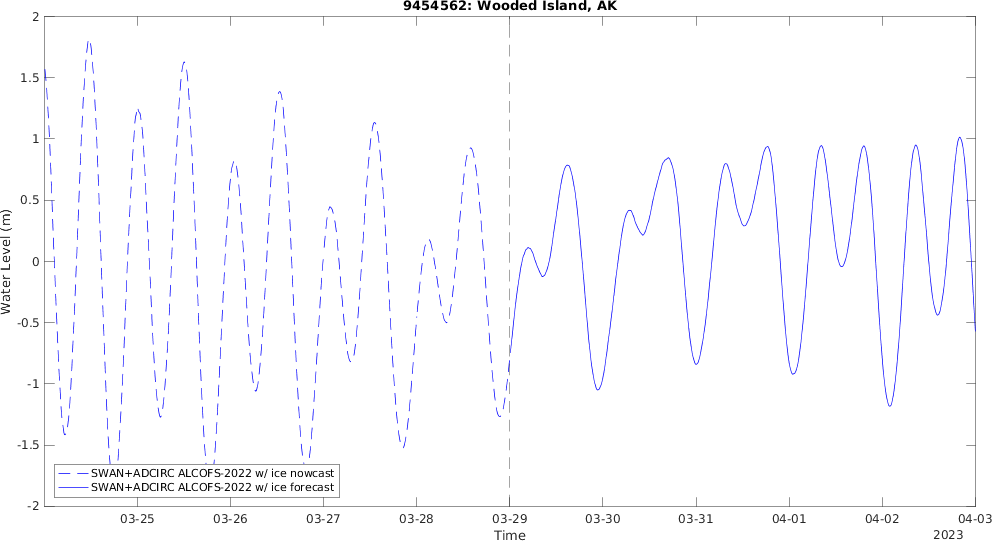 9454562: Wooded Island, AK
2
1.5
1
0.5
0
-0.5
-1
-1.5
-2
Water Level (m)
SWAN+ADCIRC ALCOFS-2022 w/ ice nowcast
SWAN+ADCIRC ALCOFS-2022 w/ ice forecast
03-25 03-26 03-27 03-28 03-29 03-30 03-31 04-01 04-02 04-03
Time
2023